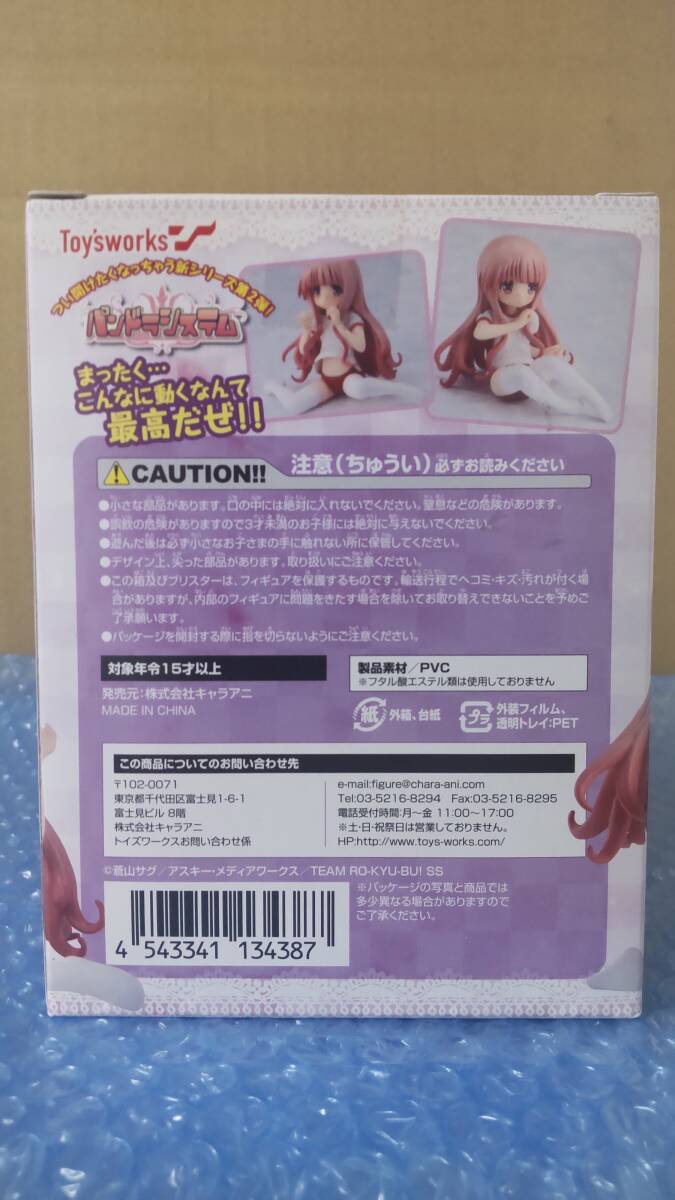 Toy'sworks
つい開けたくなっちゃう新シリーズ第2弾!
パンドラシステム
まったく…
こんなに動くなんて
最高だぜ!!
CAUTION!! 注意(ちゅうい)必ずお読みください
●小さな部品があります。口の中には絶対に入れないでください。窒息などの危険があります。
●誤飲の危険がありますので3才未満のお子様には絶対に与えないでください。
●遊んだ後は必ず小さなお子さまの手に触れない所に保管してください。
●デザイン上、尖った部品があります。取り扱いにご注意ください。
●この箱及びブリスターは、フィギュアを保護するものです。輸送行程でヘコミ・キズ・汚れが付く場
合がありますが、内部のフィギュアに問題をきたす場合を除いてお取り替えできないことを予めご
了承願います。
●パッケージを開封する際に指を切らないようにご注意ください。
対象年令15才以上
発売元:株式会社キャラアニ
MADE IN CHINA
製品素材/PVC
※フタル酸エステル類は使用しておりません
紙 外箱、台紙
プラ 外装フィルム、
透明トレイ:PET
この商品についてのお問い合わせ先
〒102-0071
東京都千代田区富士見1-6-1
富士見ビル 8階
株式会社キャラアニ
トイズワークスお問い合わせ係
e-mail:figure@chara-ani.com
Tel:03-5216-8294 Fax:03-5216-8295
電話受付時間:月~金 11:00~17:00
※土・日・祝祭日は営業しておりません。
HP:http://www.toys-works.com
©蒼山サグ/アスキー・メディアワークス/TEAM RO-KYU-BU! SS
※パッケージの写真と商品では
多少異なる場合がありますので
ご了承ください。
4 543341 134387